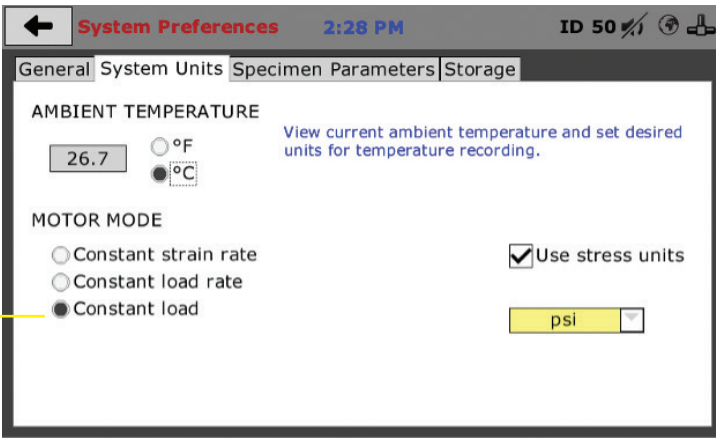 System Preferences 2:28 PM ID 50
General System Units Specimen Parameters Storage
AMBIENT TEMPERATURE
View current ambient temperature and set desired
units for temperature recording.
26.7
°F
°C
MOTOR MODE
Constant strain rate
Constant load rate
Constant load
Use stress units
psi